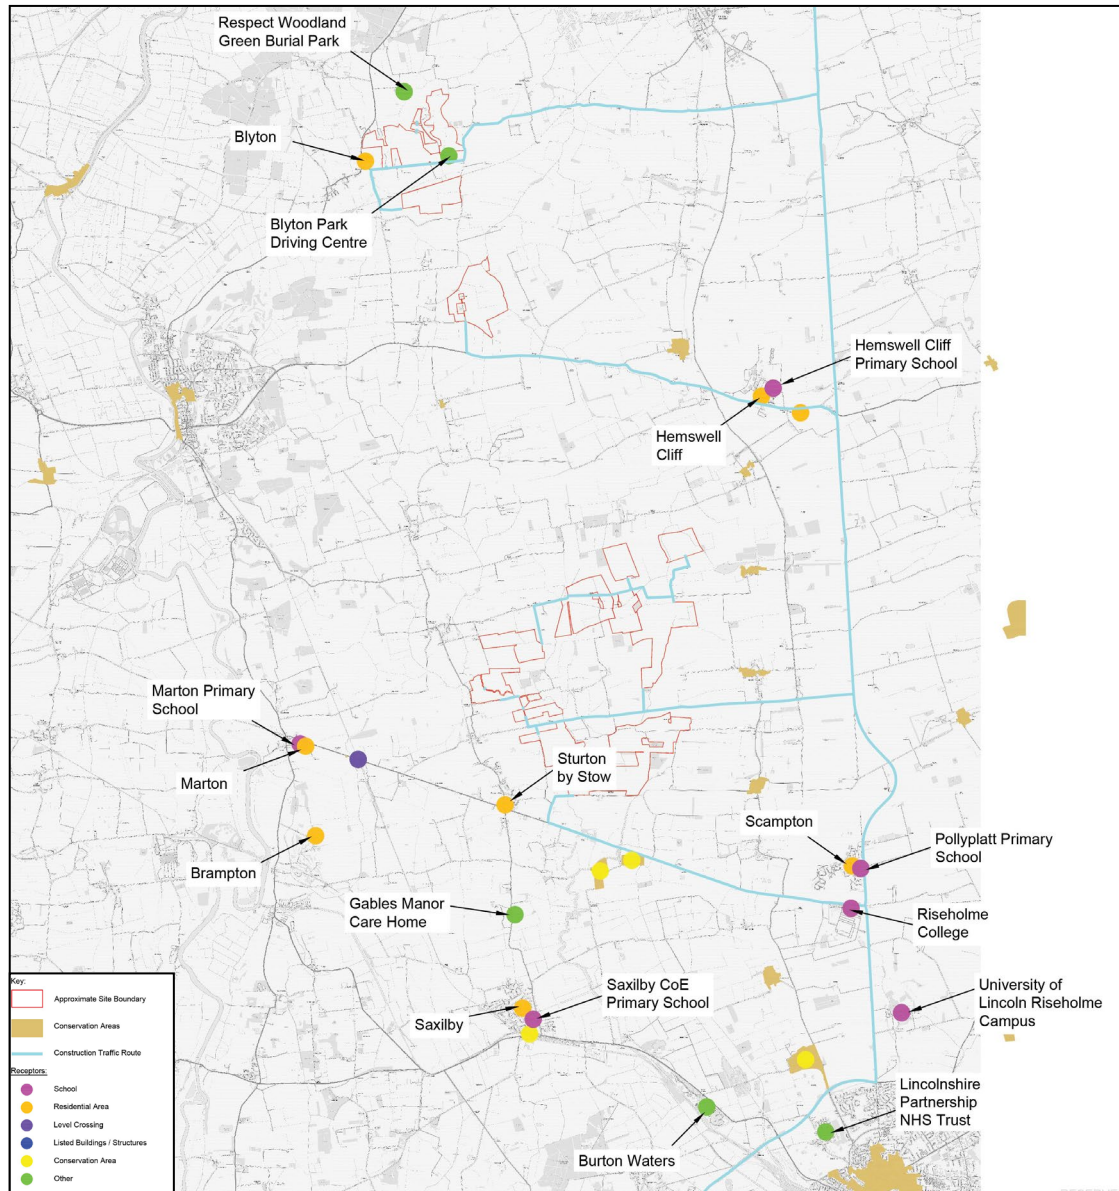 Respect Woodland
Green Burial Park
Blyton
Blyton Park
Driving Centre
Hemswell Cliff
Primary School
Hemswell
Cliff
Marton Primary
School
Marton
Sturton
by Stow
Scampton
Pollyplatt Primary
School
Brampton
Gables Manor
Care Home
Riseholme
College
Saxilby CoE
Primary School
University of
Lincoln Riseholme
Campus
Saxilby
Lincolnshire
Partnership
NHS Trust
Burton Waters
Key:
Approximate Site Boundary
Conservation Areas
Construction Traffic Route
Receptors:
School
Residential Area
Level Crossing
Listed Buildings / Structures
Conservation Area
Other